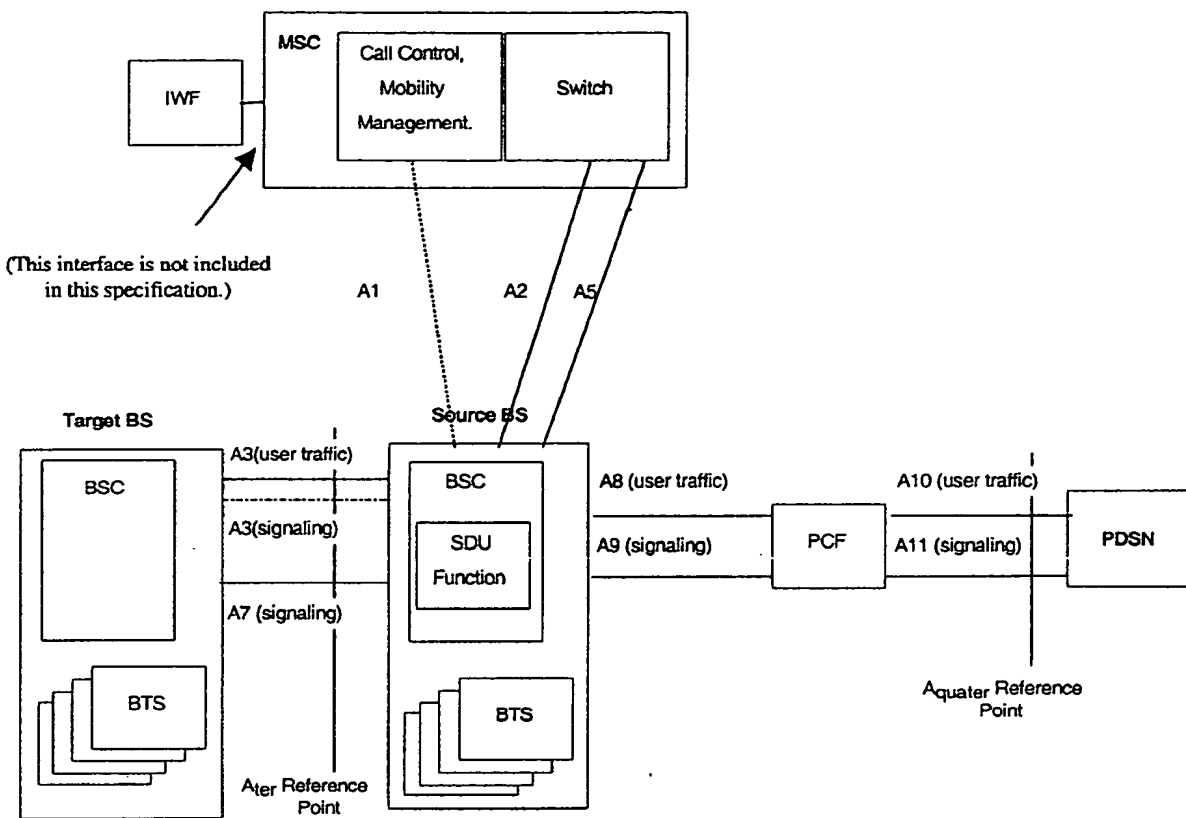 MSC
Call Control,
Mobility
Management.
Switch
IWF
(This interface is not included
in this specification.)
A1
A2
A5
Target BS
Source BS
A3(user traffic)
A3(signaling)
A7 (signaling)
BSC
BTS
BSC
SDU
Function
BTS
A8 (user traffic)
A9 (signaling)
PCF
A10 (user traffic)
A11 (signaling)
PDSN
Ater Reference
Point
Aquater Reference
Point